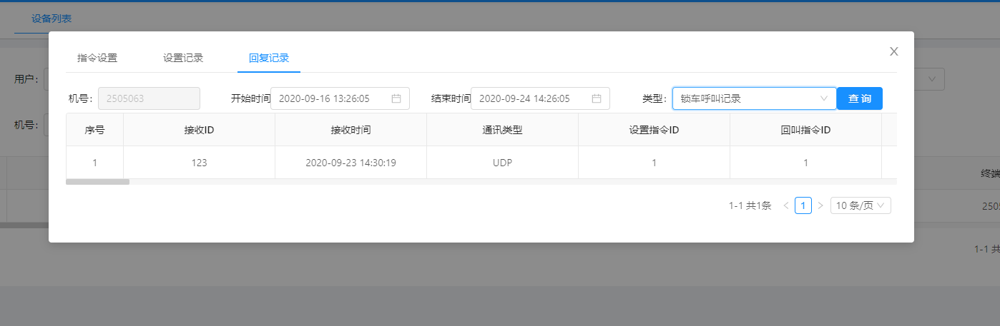 设备列表
指令设置 设置记录 回复记录
用户：
机号： 2505063 开始时间 2020-09-16 13:26:05 结束时间 2020-09-24 14:26:05 类型： 锁车呼叫记录 查 询
机号：
序号 接收ID 接收时间 通讯类型 设置指令ID 回叫指令ID
1 123 2020-09-23 14:30:19 UDP 1 1
终端
2505
1-1 共1条 1 10 条/页
1-1 共